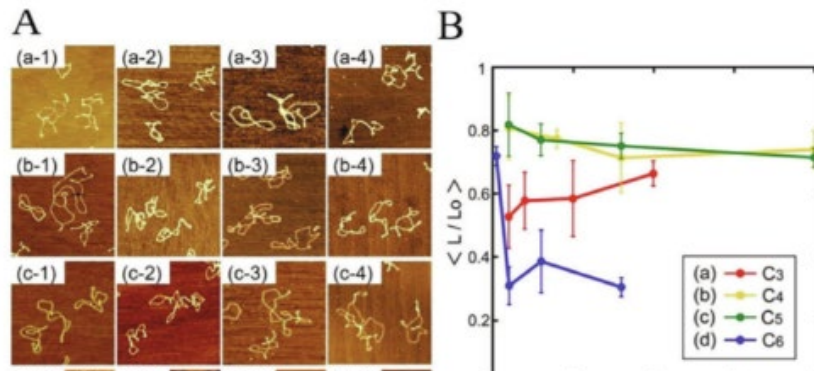 A
(a-1) (a-2) (a-3) (a-4)
(b-1) (b-2) (b-3) (b-4)
(c-1) (c-2) (c-3) (c-4)
B
1
0.8
0.6
0.4
0.2
< L / Lo >
(a) C3
(b) C4
(c) C5
(d) C6